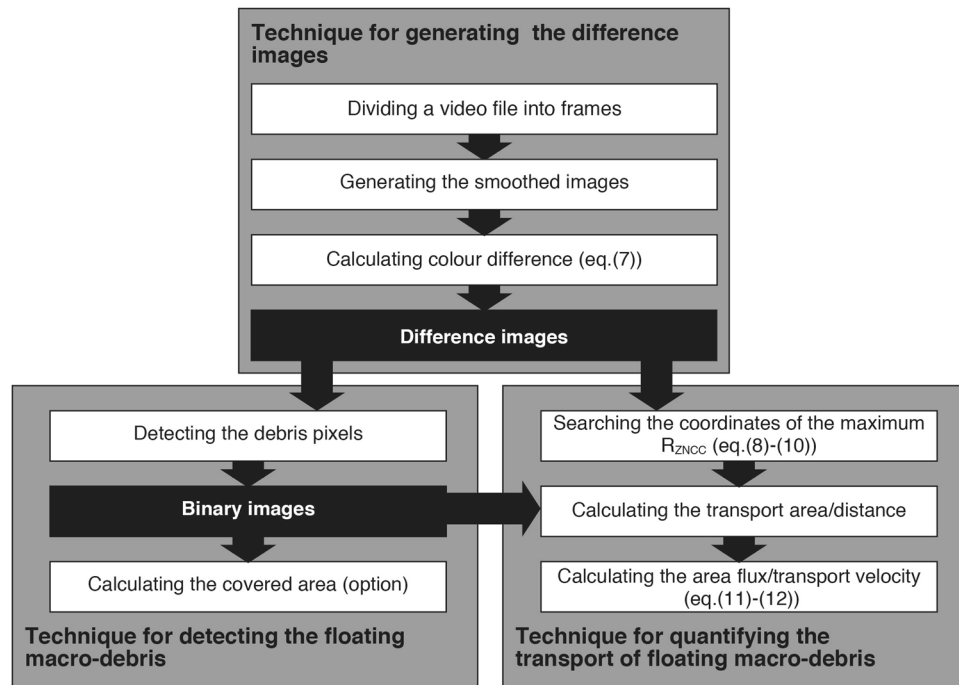 Technique for generating the difference
images
Dividing a video file into frames
Generating the smoothed images
Calculating colour difference (eq.(7))
Difference images
Detecting the debris pixels
Binary images
Calculating the covered area (option)
Technique for detecting the floating
macro-debris
Searching the coordinates of the maximum
RZNCC (eq.(8)-(10))
Calculating the transport area/distance
Calculating the area flux/transport velocity
(eq.(11)-(12))
Technique for quantifying the
transport of floating macro-debris